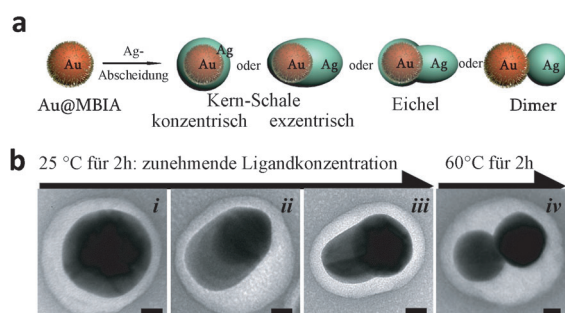 a
Ag-
Abscheidung
Au Au Ag oder Au Ag oder Au Ag oder Au Ag
Au@MBIA
Kern-Schale
konzentrisch exzentrisch
Eichel
Dimer
b
25 °C für 2h: zunehmende Ligandkonzentration
60°C für 2h
i ii iii iv